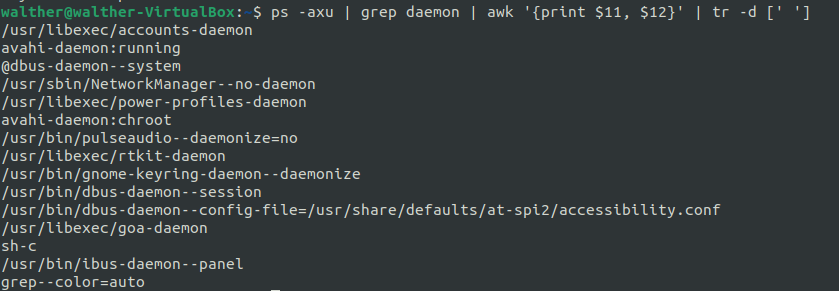 walther@walther-VirtualBox:~$ ps -axu | grep daemon | awk '{print $11, $12}' | tr -d [' ']
/usr/libexec/accounts-daemon
avahi-daemon:running
@dbus-daemon--system
/usr/sbin/NetworkManager--no-daemon
/usr/libexec/power-profiles-daemon
avahi-daemon:chroot
/usr/bin/pulseaudio--daemonize=no
/usr/libexec/rtkit-daemon
/usr/bin/gnome-keyring-daemon--daemonize
/usr/bin/dbus-daemon--session
/usr/bin/dbus-daemon--config-file=/usr/share/defaults/at-spi2/accessibility.conf
/usr/libexec/goa-daemon
sh-c
/usr/bin/ibus-daemon--panel
grep--color=auto